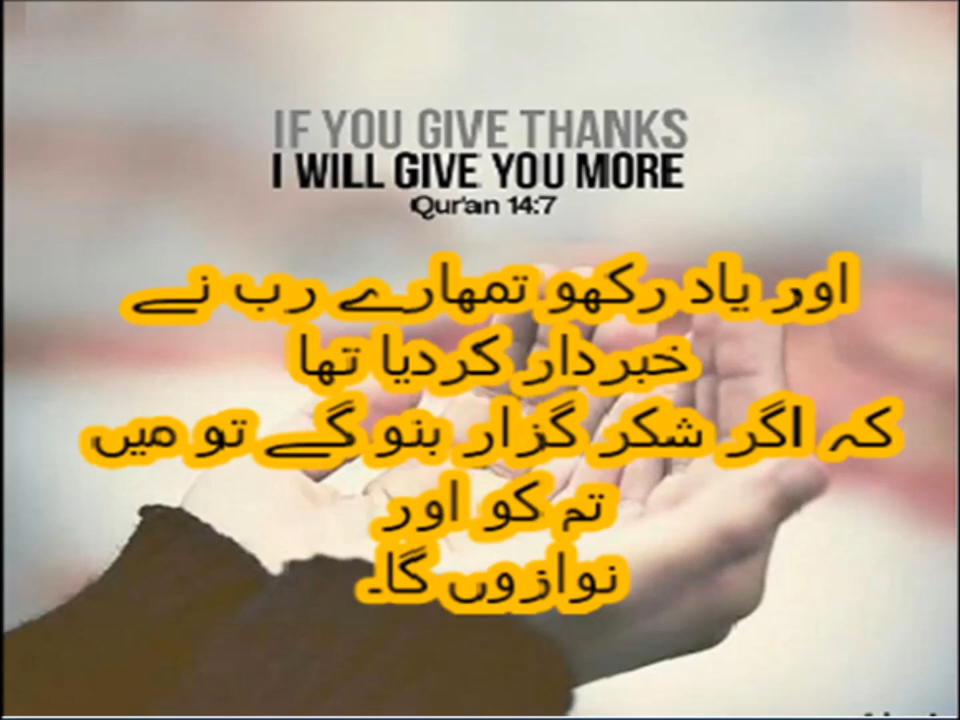 IF YOU GIVE THANKS
I WILL GIVE YOU MORE
Qur'an 14:7
اور یاد رکھو تمھارے رب نے
خبردار کردیا تھا
کہ اگر شکر گزار بنو گے تو میں
تم کو اور
نوازوں گا۔